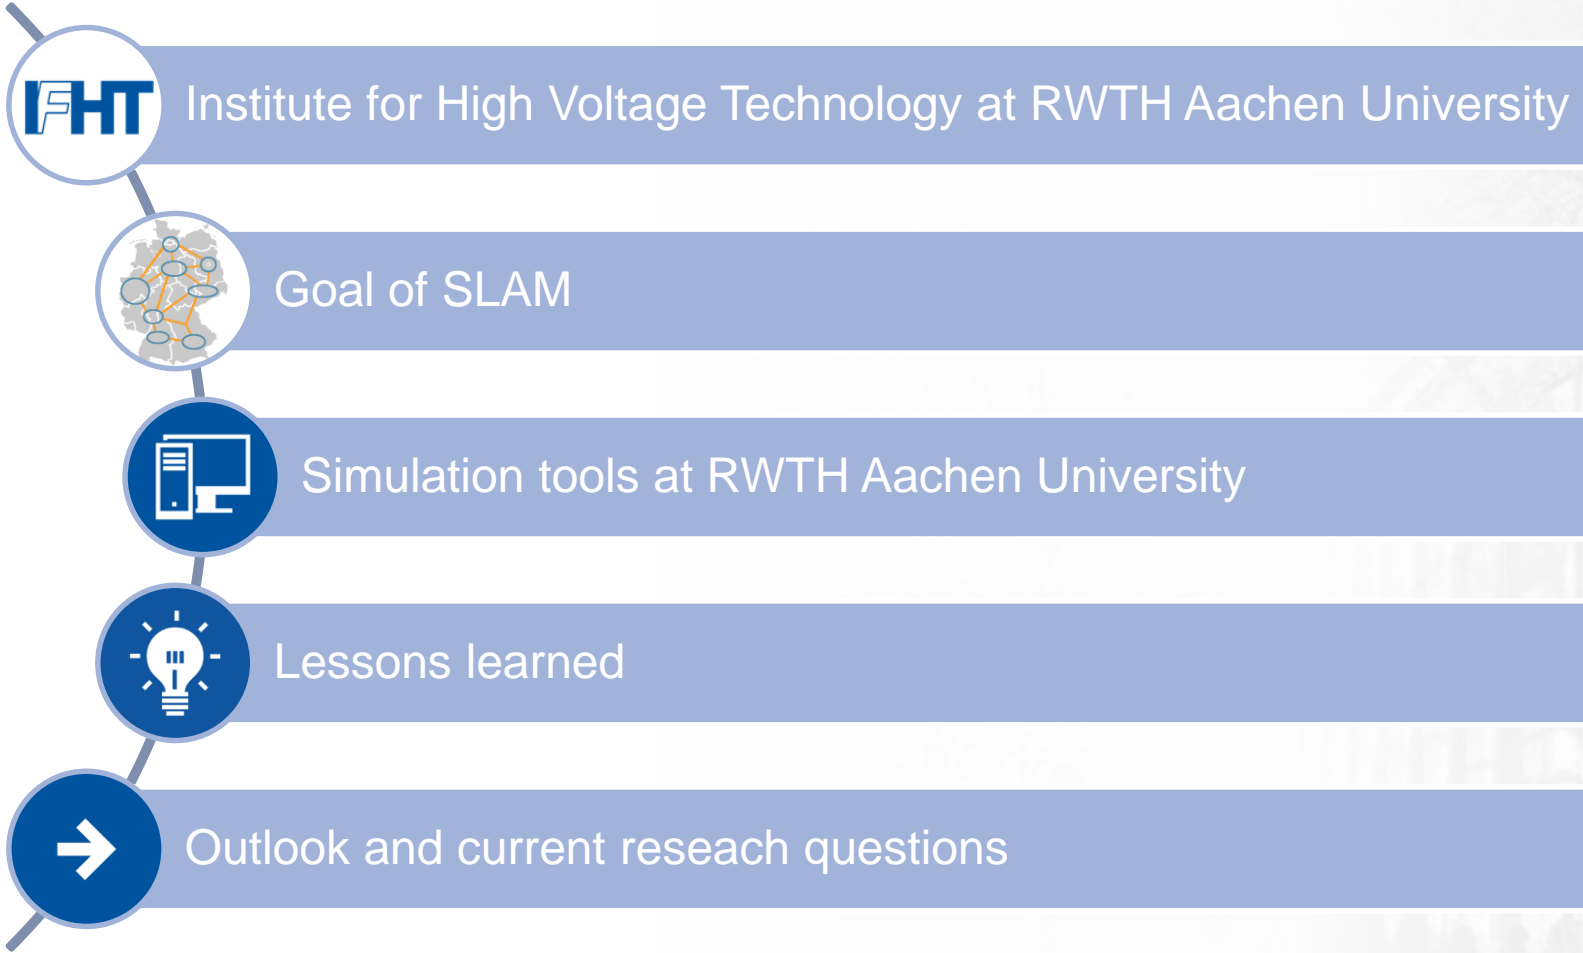 IFHT
Institute for High Voltage Technology at RWTH Aachen University
Goal of SLAM
Simulation tools at RWTH Aachen University
Lessons learned
Outlook and current reseach questions